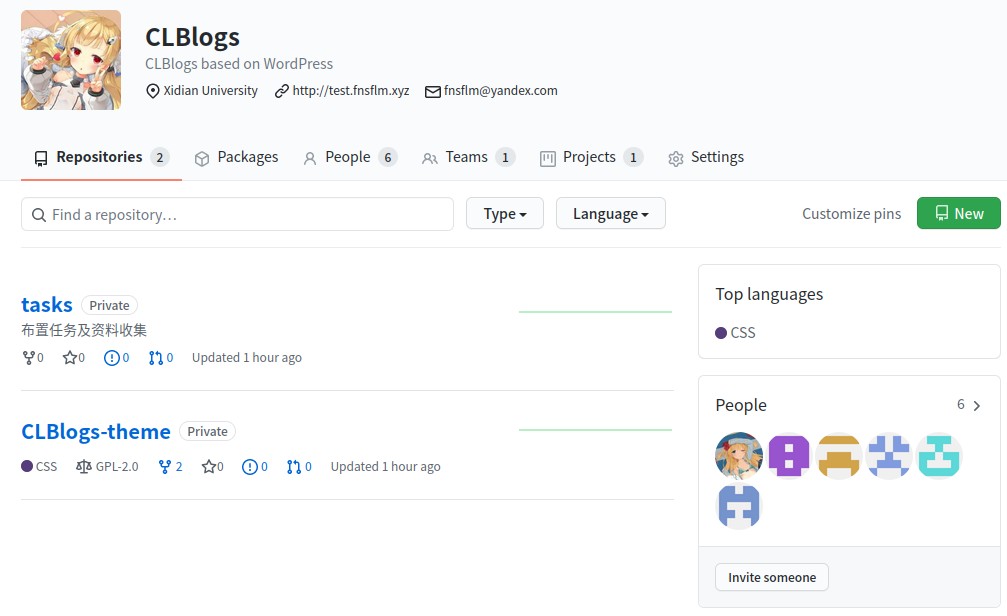 CLBlogs
CLBlogs based on WordPress
Xidian University http://test.fnsflm.xyz fnsflm@yandex.com
Repositories 2 Packages People 6 Teams 1 Projects 1 Settings
Find a repository… Type Language Customize pins New
tasks Private
布置任务及资料收集
0 0 0 0 Updated 1 hour ago
CLBlogs-theme Private
CSS GPL-2.0 2 0 0 0 Updated 1 hour ago
Top languages
CSS
People 6
Invite someone